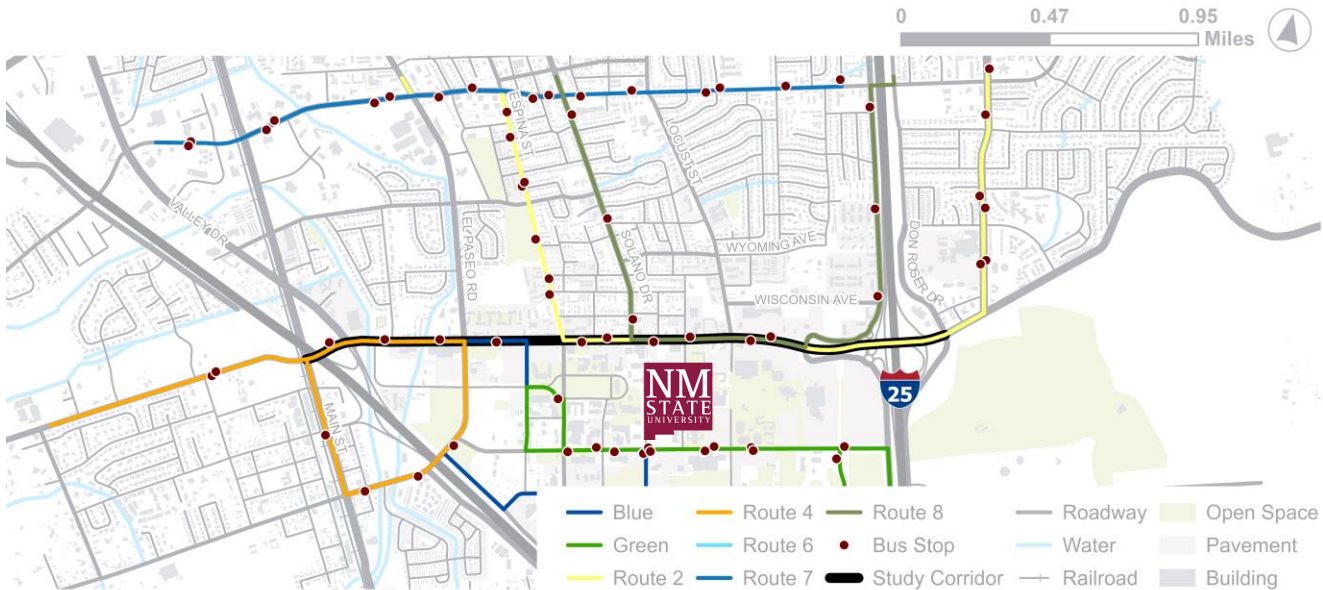 0 0.47 0.95
Miles
ESPINA ST
LOCUST ST
VALLEY DR
EL PASEO RD
SOLANO DR
WYOMING AVE
DON ROSER DR
WISCONSIN AVE
NM
STATE
UNIVERSITY
25
MAIN ST
Blue Route 4 Route 8 Roadway Open Space
Green Route 6 Bus Stop Water Pavement
Route 2 Route 7 Study Corridor Railroad Building